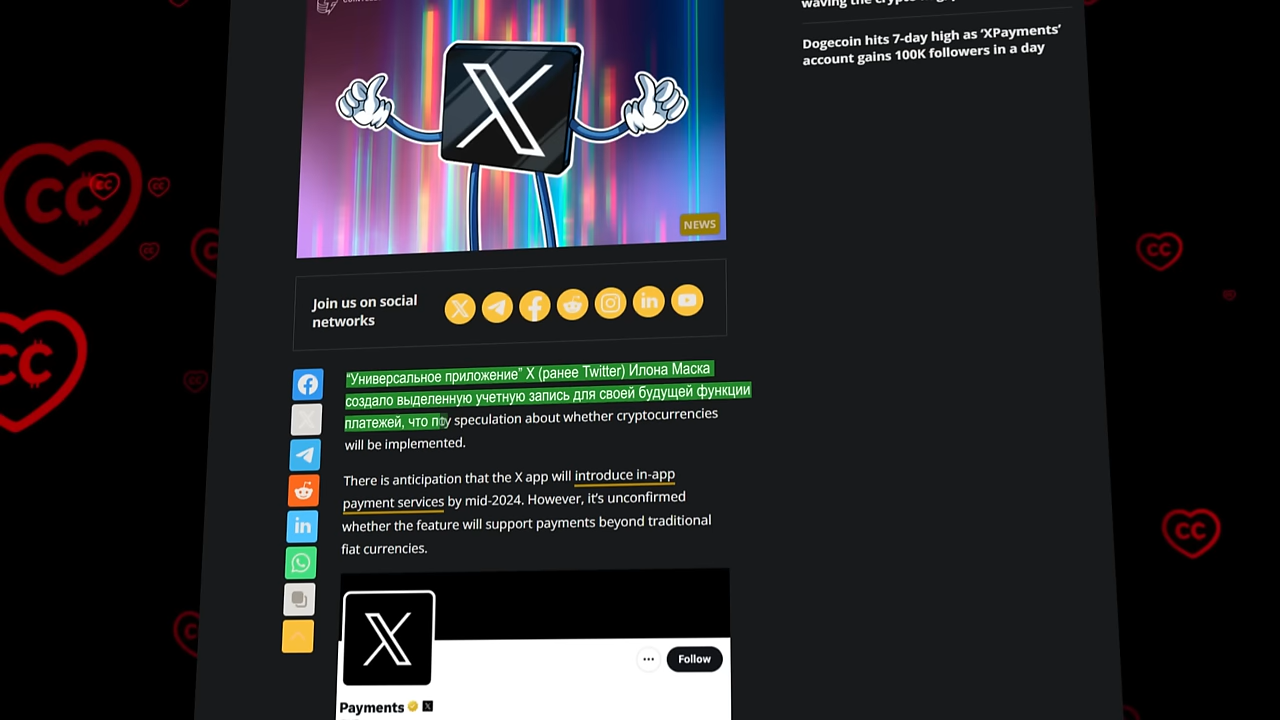 Dogecoin hits 7-day high as ‘XPayments’
account gains 100K followers in a day
NEWS
Join us on social
networks
“Универсальное приложение” X (ранее Twitter) Илона Маска
создало выделенную учетную запись для своей будущей функции
платежей, что speculation about whether cryptocurrencies
will be implemented.
There is anticipation that the X app will introduce in-app
payment services by mid-2024. However, it’s unconfirmed
whether the feature will support payments beyond traditional
fiat currencies.
Follow
Payments